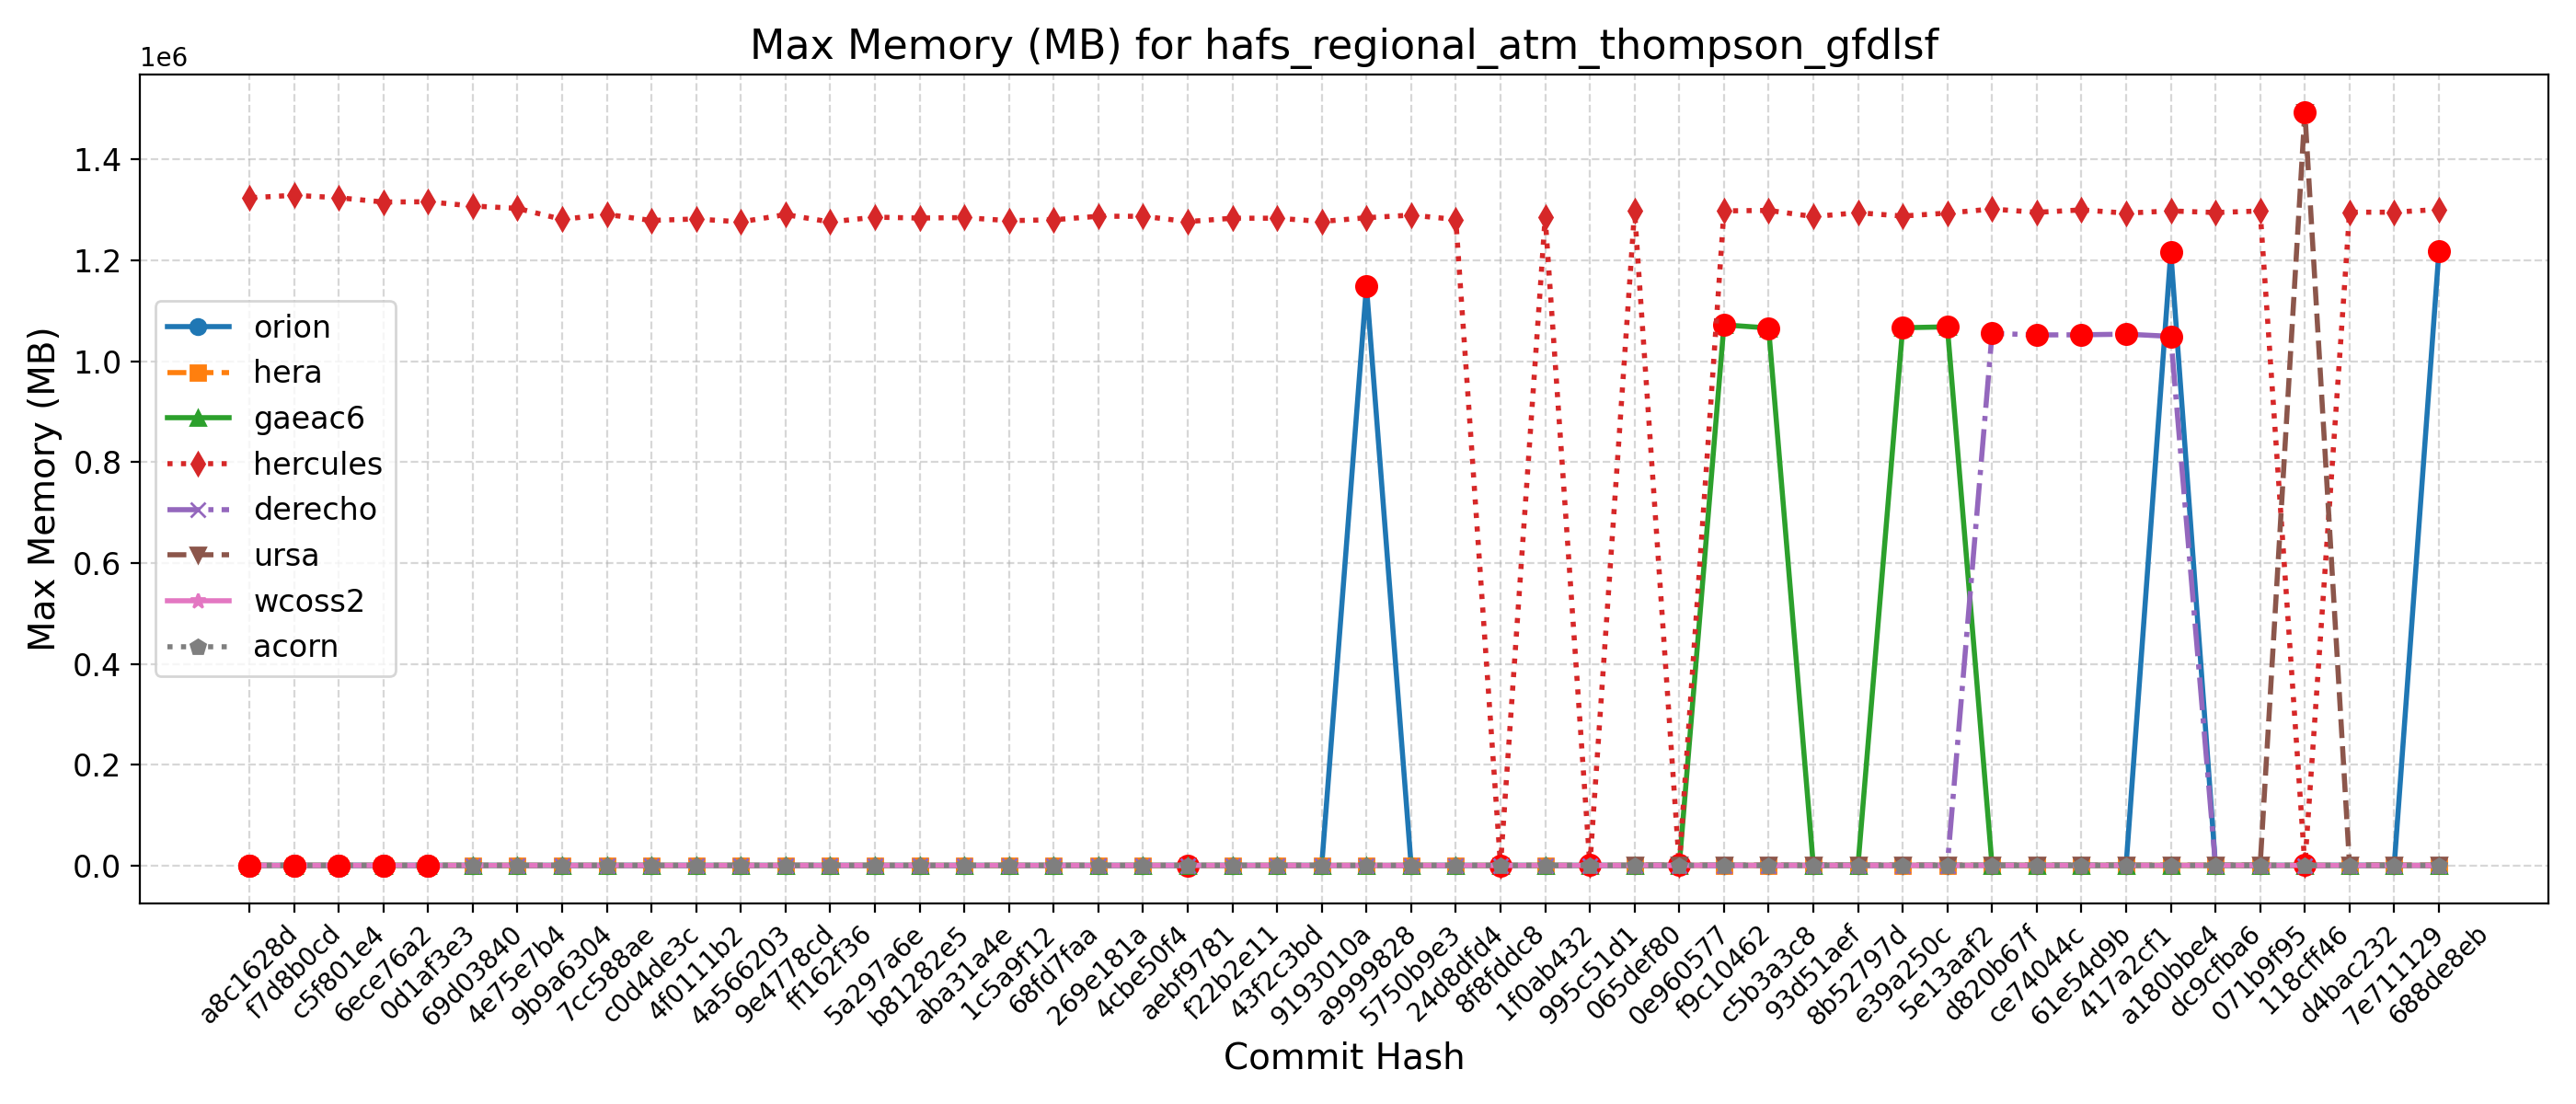 Max Memory (MB) for hafs_regional_atm_thompson_gfdlsf
1e6
Max Memory (MB)
1.4
1.2
1.0
0.8
0.6
0.4
0.2
0.0
orion
hera
gaeac6
hercules
derecho
ursa
wcoss2
acorn
a8c1628d
f7d8b0cd
c5f801e4
6ece76a2
0d1af3e3
69d03840
4e75e7b4
9b9a6304
7cc588ae
c0d4de3c
4f0111b2
4a566203
9e4778cd
ff162f36
5a297a6e
b81282e5
aba31a4e
1c5a9f12
68fd7faa
269e181a
4cbe50f4
aebf9781
f22b2e11
43f2c3bd
9193010a
a9999828
5750b9e3
24d8dfd4
8f8fddc8
1f0ab432
995c51d1
065def80
0e960577
f9c10462
c5b3a3c8
93d51aef
8b52797d
e39a250c
5e13aaf2
d820b67f
ce74044c
61e54d9b
417a2cf1
a180bbe4
dc9cfba6
071b9f95
118cff46
d4bac232
7e711129
688de8eb
Commit Hash